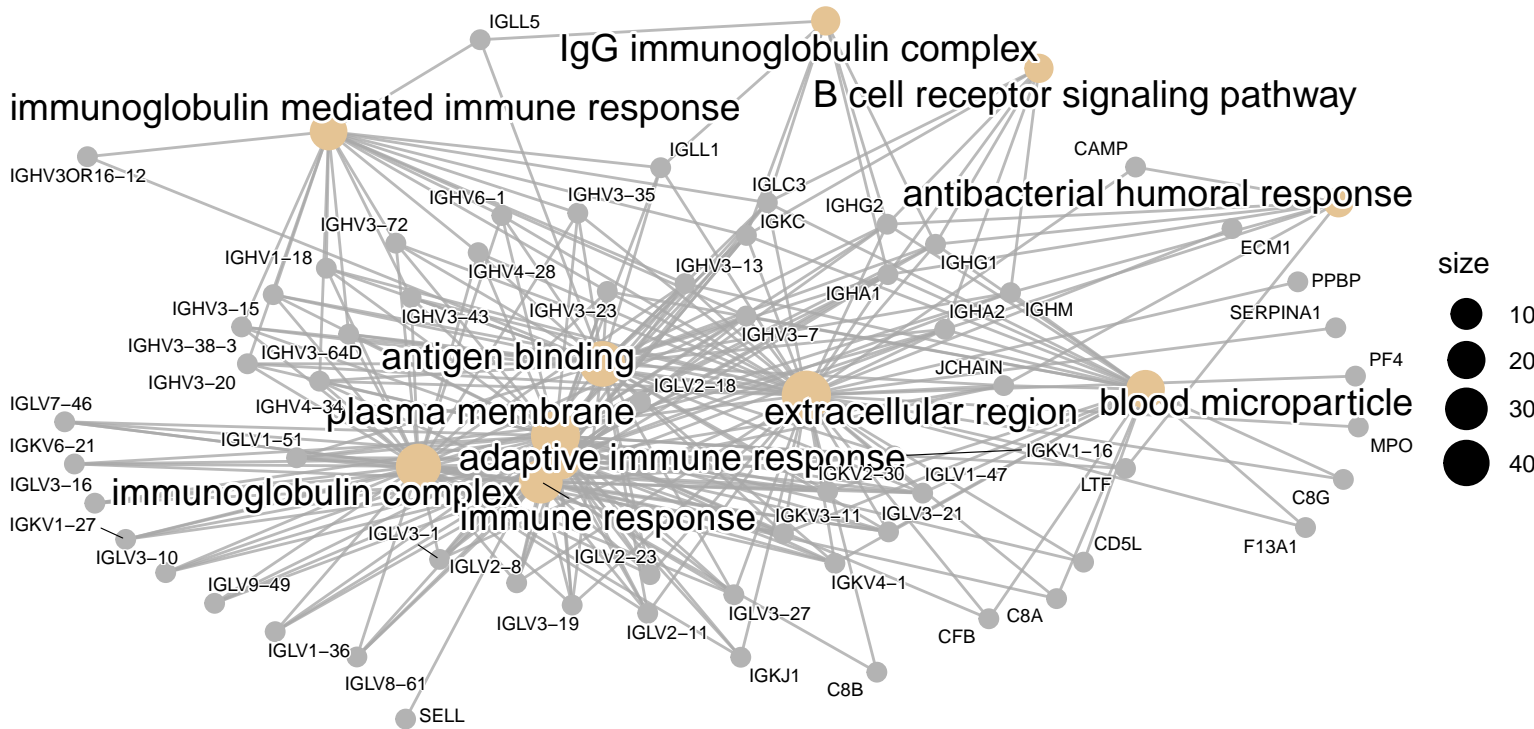 IGLL5
IgG immunoglobulin complex
B cell receptor signaling pathway
immunoglobulin mediated immune response
IGHV3OR16−12
IGLL1
CAMP
IGLC3
IGHV6−1
IGHV3−35
IGHG2
antibacterial humoral response
IGHV3−72
IGKC
ECM1
IGHV1−18
IGHV4−28
IGHV3−13
IGHG1
size
PPBP
IGHV3−15
IGHV3−43
IGHV3−23
IGHA1
IGHA2
IGHM
SERPINA1
10
IGHV3−38−3
IGHV3−64D
IGHV3−7
antigen binding
20
PF4
IGHV3−20
IGLV2−18
JCHAIN
IGLV7−46
IGHV4−34
plasma membrane
extracellular region
blood microparticle
30
IGKV6−21
IGLV1−51
MPO
IGKV1−16
adaptive immune response
40
IGLV3−16
IGKV2−30
IGLV1−47
LTF
C8G
immunoglobulin complex
IGKV1−27
immune response
IGKV3−11
IGLV3−21
IGLV3−1
F13A1
CD5L
IGLV3−10
IGLV2−8
IGLV2−23
IGKV4−1
IGLV9−49
IGLV3−27
C8A
IGLV3−19
IGLV2−11
CFB
IGLV1−36
IGKJ1
IGLV8−61
C8B
SELL